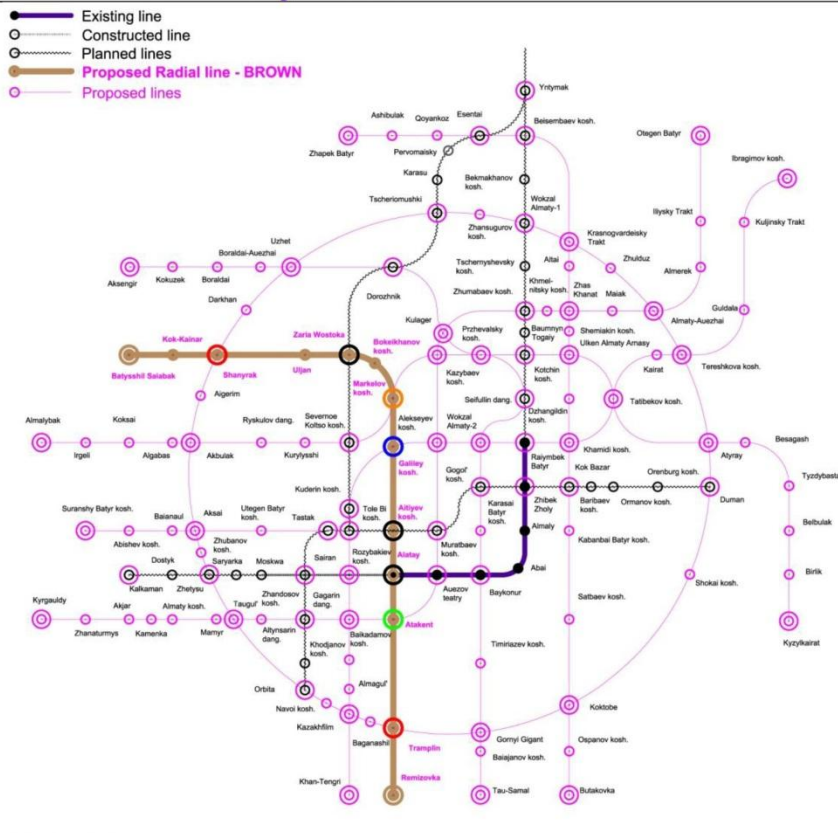 Existing line
Constructed line
Planned lines
Proposed Radial line - BROWN
Proposed lines
Yntymak
Ashibulak
Qoyankoz
Esentai
Beisembaev kosh.
Otegen Batyr
Zhapek Batyr
Pervomaisky
Ibragimov kosh.
Karasu
Bekmakhanov
kosh.
Tscheriomushki
Wokzal
Almaty-1
Zhansugurov
kosh.
Krasnogvardeisky
Trakt
Iliysky Trakt
Kuljinsky Trakt
Uzhet
Boraldai-Auezhai
Tschernyshevsky
kosh.
Altai
Zhulduz
Aksengir
Kokuzek
Boraldai
Dorozhnik
Khmel-
nitsky kosh.
Zhas
Khanat
Maiak
Almerek
Zhumabaev kosh.
Darkhan
Kulager
Almaty-Auezhai
Guldala
Kok-Kainar
Zaria Wostoka
Bokeikhanov
kosh.
Przhevalsky
kosh.
Baumnyn
Togaiy
Shemiakin kosh.
Ulken Almaty Arnasy
Batysshil Saiabak
Shanyrak
Uljan
Markelov
kosh.
Kazybaev
kosh.
Kotchin
kosh.
Kairat
Tereshkova kosh.
Aigerim
Seifullin dang.
Tatibekov kosh.
Almalybak
Koksai
Ryskulov dang.
Severnoe
Koltso kosh.
Alekseyev
kosh.
Wokzal
Almaty-2
Dzhangildin
kosh.
Irgeli
Algabas
Akbulak
Kurylysshi
Galiley
kosh.
Raiymbek
Batyr
Khamidi kosh.
Atyray
Besagash
Gogol'
kosh.
Kok Bazar
Orenburg kosh.
Tyzdybastau
Kuderin kosh.
Karasai
Batyr
kosh.
Zhibek
Zholy
Baribaev
kosh.
Ormanov kosh.
Duman
Suranshy Batyr kosh.
Baianaul
Aksai
Utegen Batyr
kosh.
Tastak
Tole Bi
kosh.
Aitiyev
kosh.
Muratbaev
kosh.
Almaly
Belbulak
Abishev kosh.
Zhubanov
kosh.
Kabanbai Batyr kosh.
Dostyk
Saryarka
Moskwa
Sairan
Rozybakiev
kosh.
Alatay
Abai
Birlik
Kalkaman
Zhetysu
Zhandosov
kosh.
Gagarin
dang.
Auezov
teatry
Baykonur
Shokai kosh.
Kyrgauldy
Akjar
Almaty kosh.
Taugul'
Satbaev kosh.
Zhanaturmys
Kamenka
Mamyr
Altynsarin
dang.
Baikadamov
kosh.
Atakent
Kyzylkairat
Khodjanov
kosh.
Timiriazev kosh.
Orbita
Almagul'
Navoi kosh.
Koktobe
Kazakhfilm
Baganashil
Tramplin
Gornyi Gigant
Baiajanov kosh.
Ospanov kosh.
Khan-Tengri
Remizovka
Tau-Samal
Butakovka